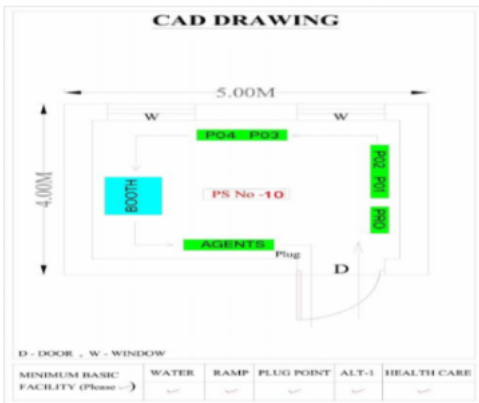 CAD DRAWING
5.00M
W
W
PO4 PO3
4.00M
BOOTH
PS No -10
PO2 PO1
PRO
AGENTS
Plug
D
D - DOOR , W - WINDOW
MINIMUM BASIC FACILITY (Please ✓) WATER RAMP PLUG POINT ALT-1 HEALTH CARE
✓ ✓ ✓ ✓ ✓